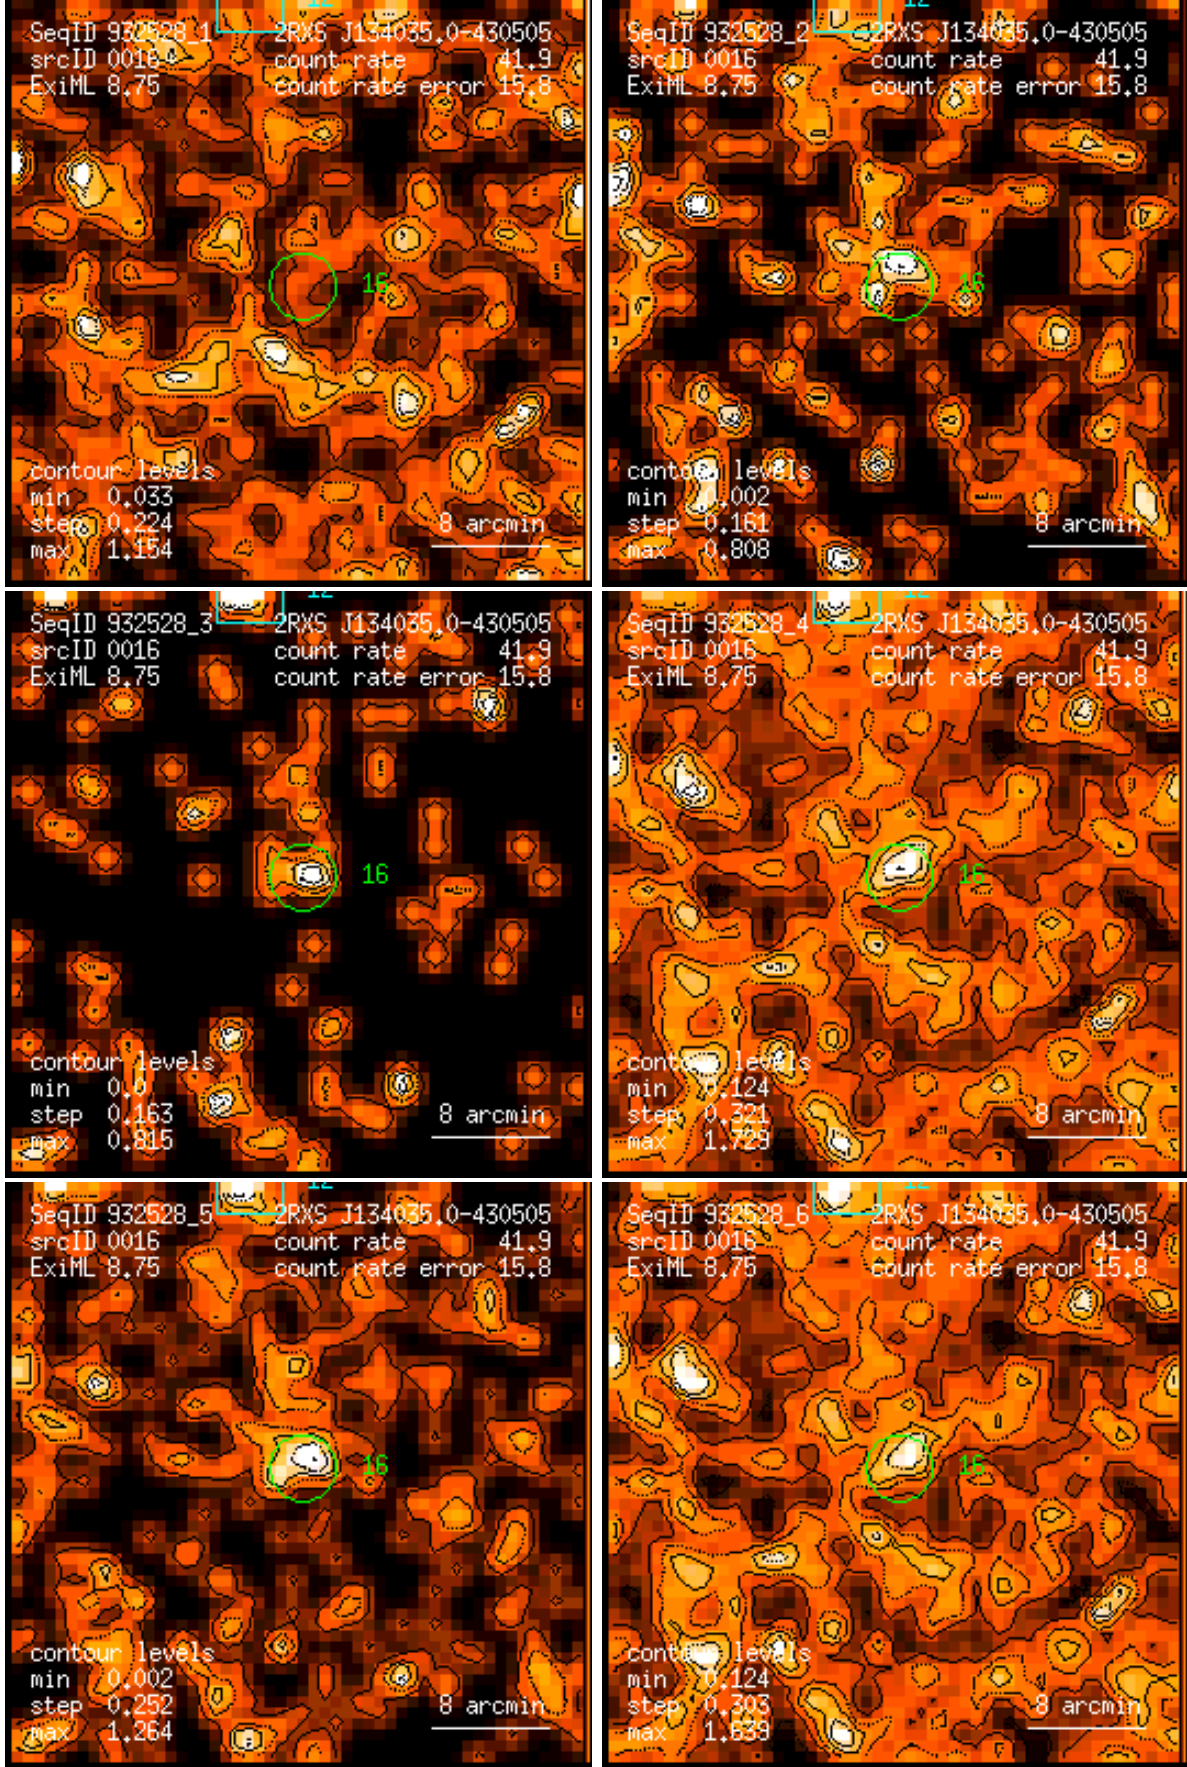 12
SeqID 932528_1 2RXS J134035.0-430505
srcID 0016 count rate 41.9
ExiML 8.75 count rate error 15.8
16
contour levels
min 0.033
step 0.224 8 arcmin
max 1.154
12
SeqID 932528_2 2RXS J134035.0-430505
srcID 0016 count rate 41.9
ExiML 8.75 count rate error 15.8
16
contour levels
min 0.002
step 0.161 8 arcmin
max 0.808
12
SeqID 932528_3 2RXS J134035.0-430505
srcID 0016 count rate 41.9
ExiML 8.75 count rate error 15.8
16
contour levels
min 0.0
step 0.163 8 arcmin
max 0.815
12
SeqID 932528_4 2RXS J134035.0-430505
srcID 0016 count rate 41.9
ExiML 8.75 count rate error 15.8
16
contour levels
min 0.124
step 0.321 8 arcmin
max 1.729
12
SeqID 932528_5 2RXS J134035.0-430505
srcID 0016 count rate 41.9
ExiML 8.75 count rate error 15.8
16
contour levels
min 0.002
step 0.252 8 arcmin
max 1.264
12
SeqID 932528_6 2RXS J134035.0-430505
srcID 0016 count rate 41.9
ExiML 8.75 count rate error 15.8
16
contour levels
min 0.124
step 0.303 8 arcmin
max 1.639